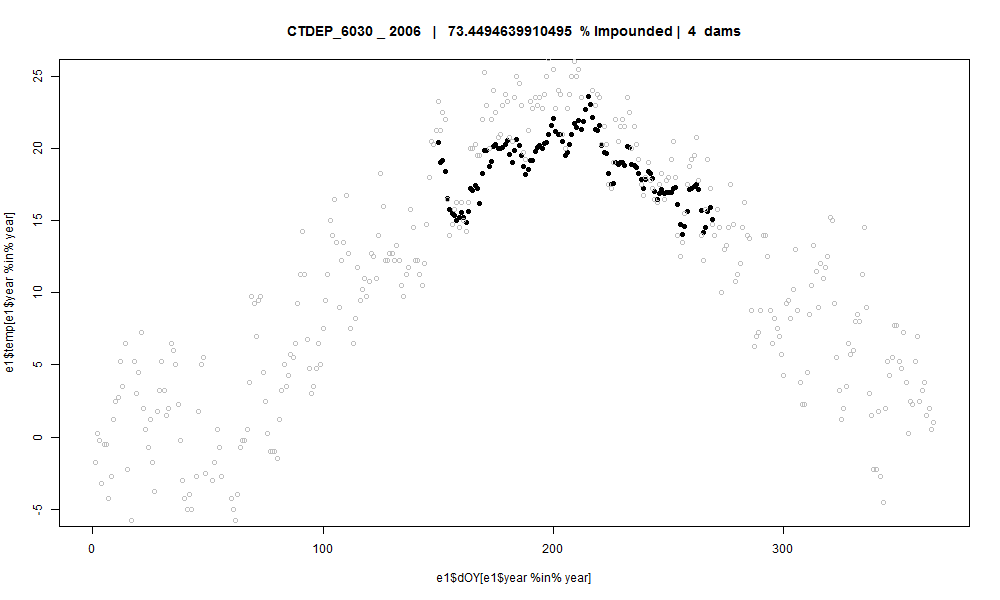 CTDEP_6030 _ 2006 | 73.4494639910495 % Impounded | 4 dams
e1$temp[e1$year %in% year]
25
20
15
10
5
0
-5
0 100 200 300
e1$dOY[e1$year %in% year]